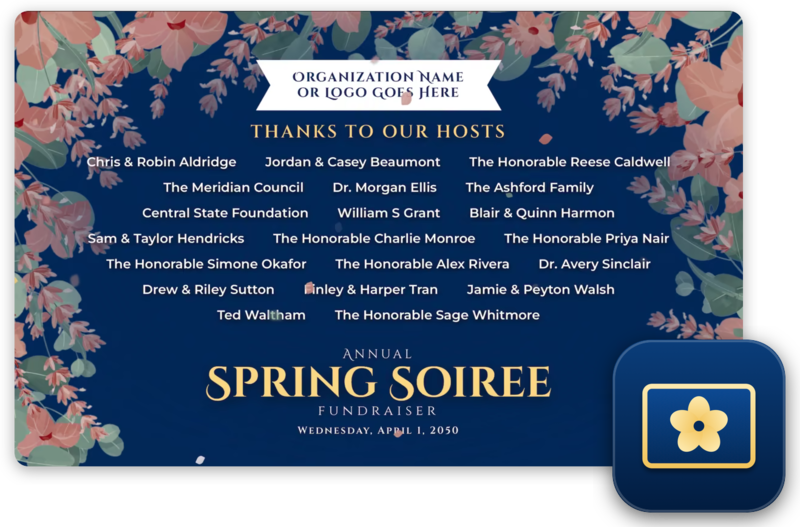 Organization Name
or Logo Goes Here
Thanks to our Hosts
Chris & Robin Aldridge Jordan & Casey Beaumont The Honorable Reese Caldwell
The Meridian Council Dr. Morgan Ellis The Ashford Family
Central State Foundation William S Grant Blair & Quinn Harmon
Sam & Taylor Hendricks The Honorable Charlie Monroe The Honorable Priya Nair
The Honorable Simone Okafor The Honorable Alex Rivera Dr. Avery Sinclair
Drew & Riley Sutton Finley & Harper Tran Jamie & Peyton Walsh
Ted Waltham The Honorable Sage Whitmore
Annual
Spring Soiree
Fundraiser
Wednesday, April 1, 2050